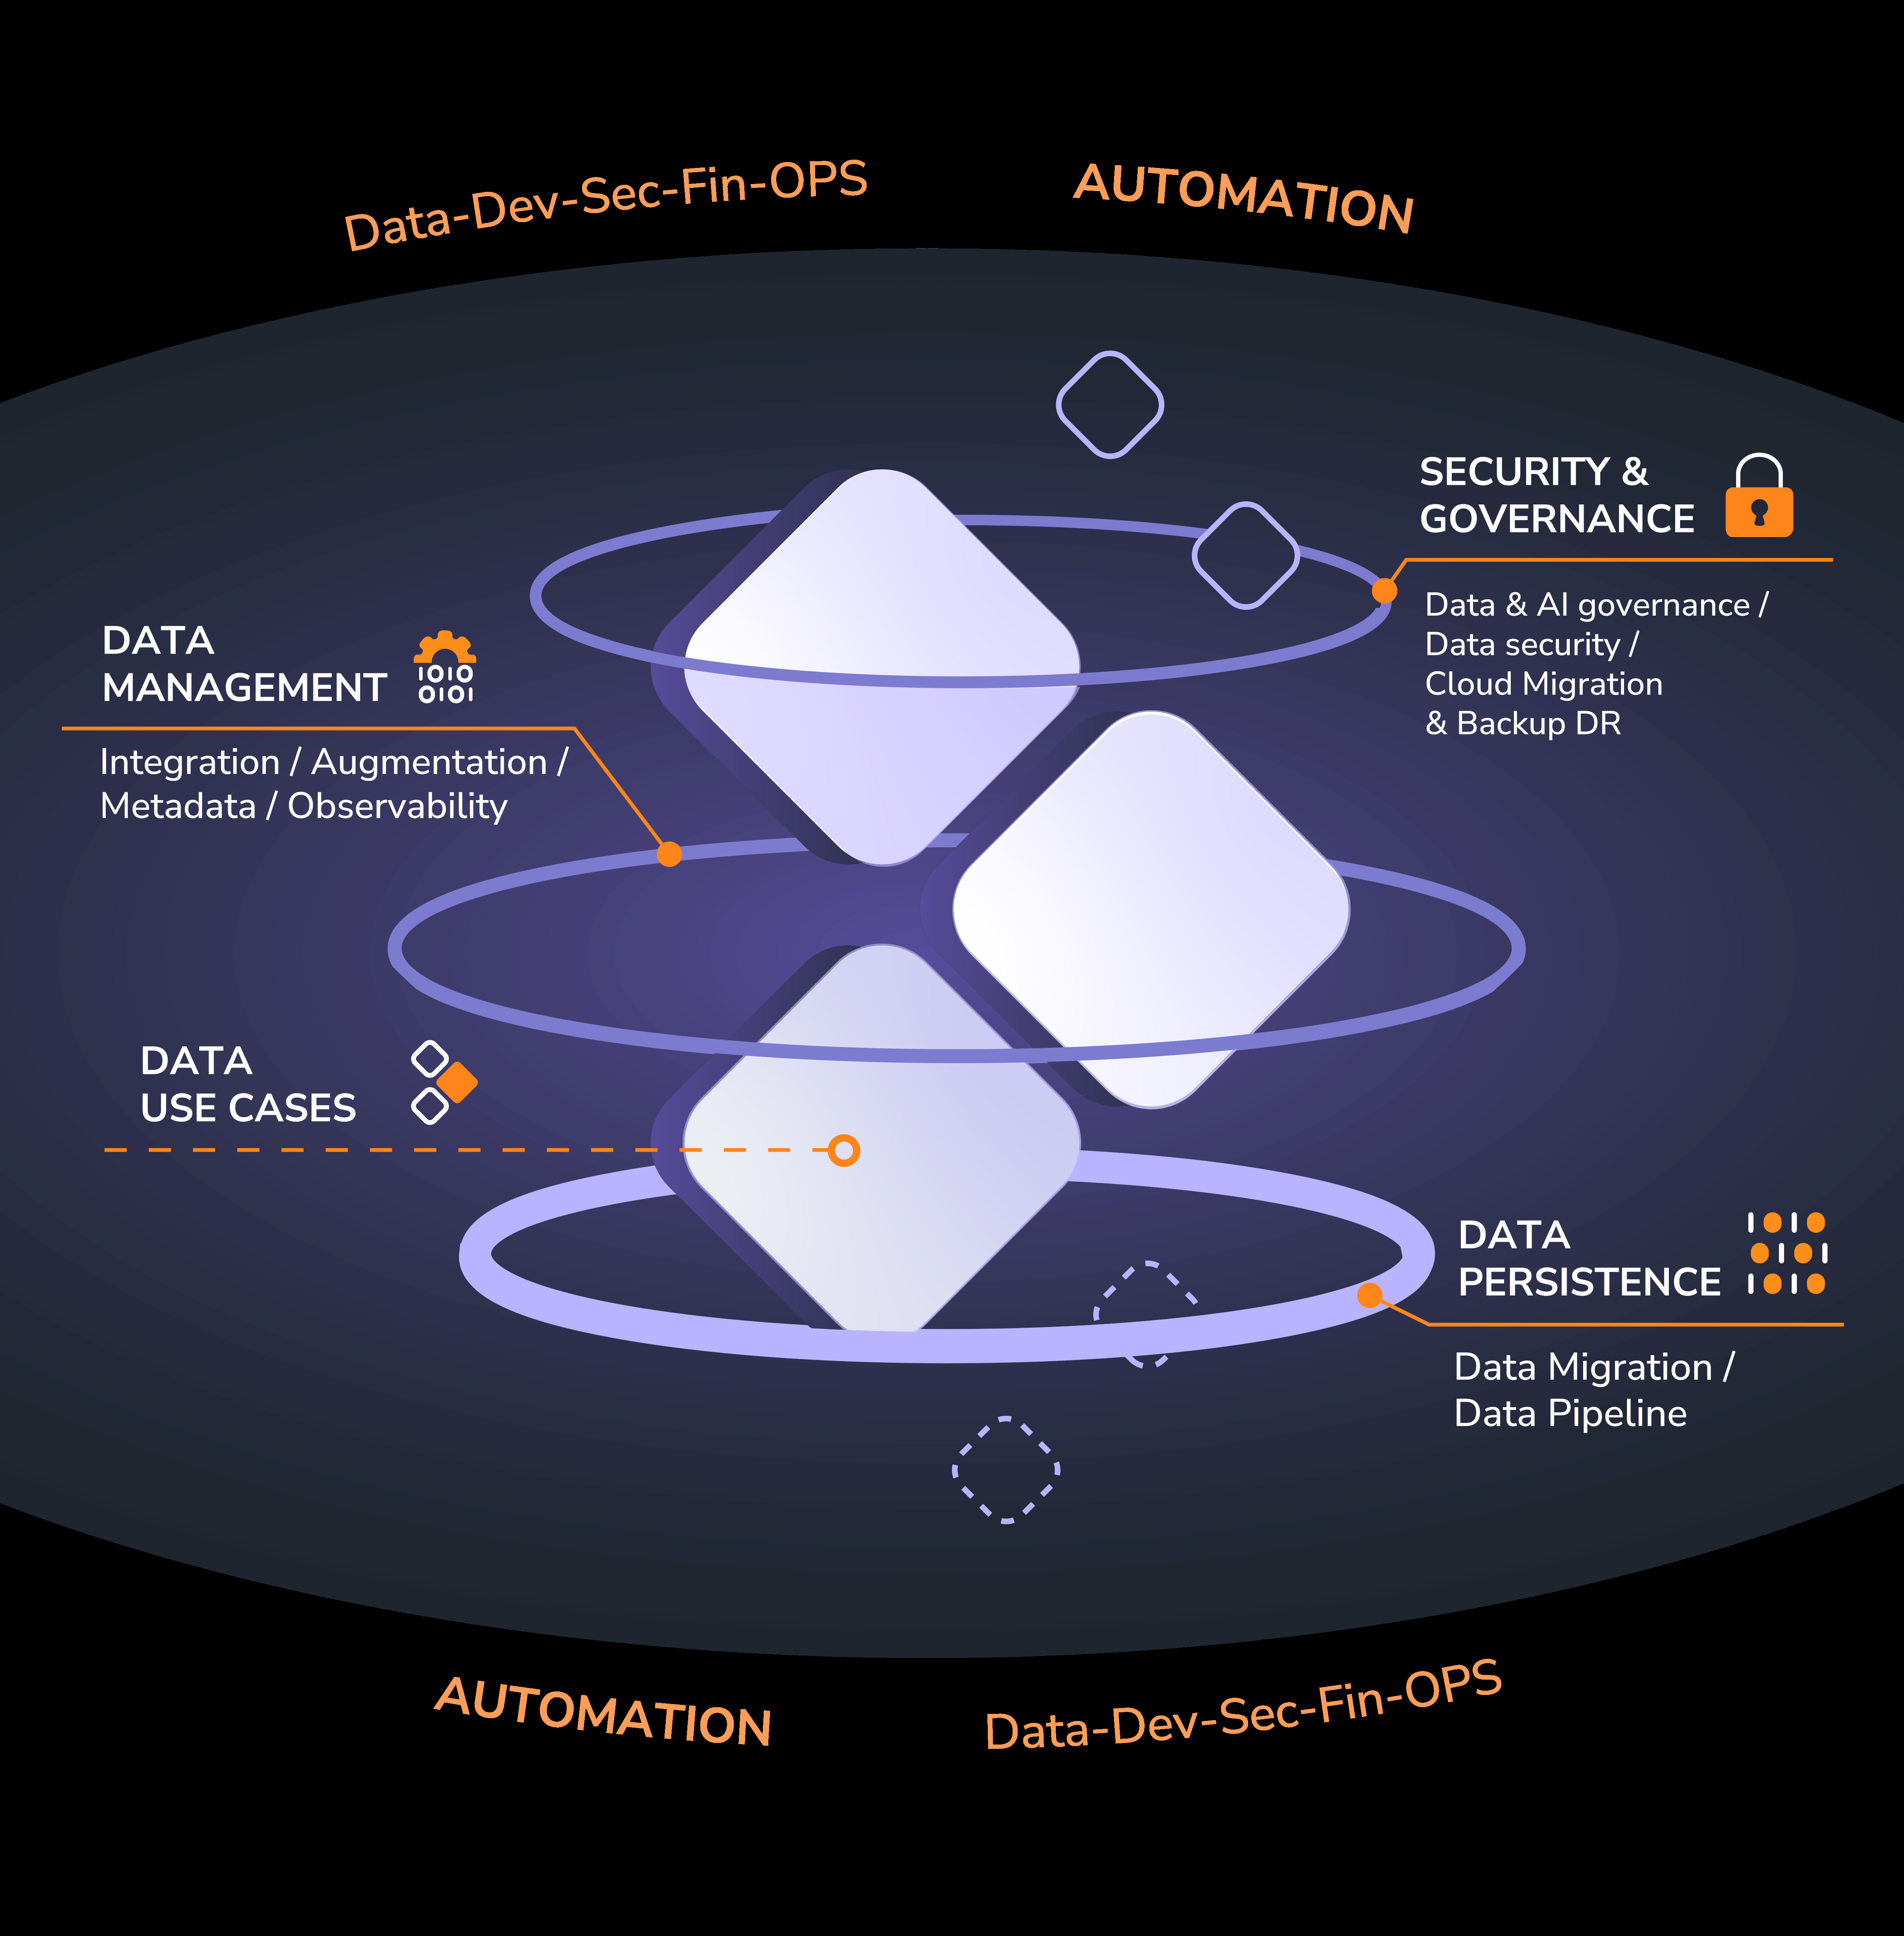 Data-Dev-Sec-Fin-OPS
AUTOMATION
SECURITY &
GOVERNANCE
Data & AI governance /
Data security /
Cloud Migration
& Backup DR
DATA
MANAGEMENT
1010
0101
Integration / Augmentation /
Metadata / Observability
DATA
USE CASES
DATA
PERSISTENCE
Data Migration /
Data Pipeline
AUTOMATION
Data-Dev-Sec-Fin-OPS